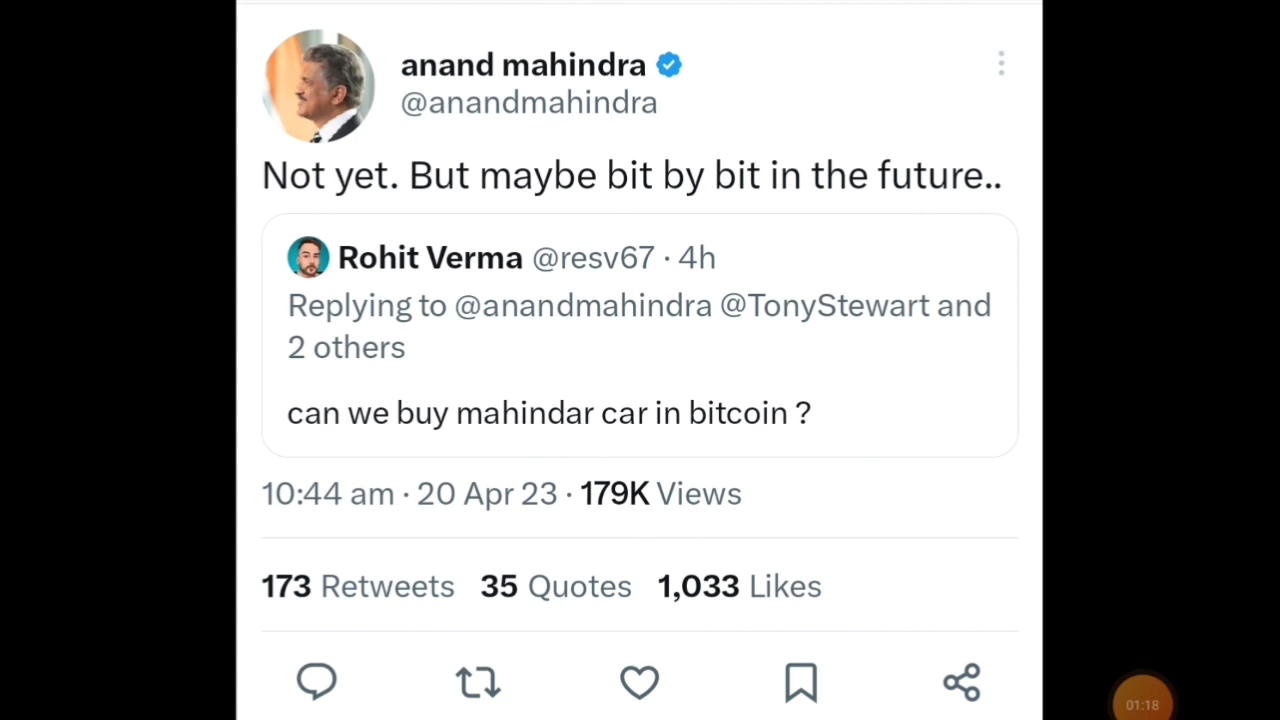 anand mahindra
@anandmahindra
Not yet. But maybe bit by bit in the future..
Rohit Verma @resv67 · 4h
Replying to @anandmahindra @TonyStewart and
2 others
can we buy mahindar car in bitcoin ?
10:44 am · 20 Apr 23 · 179K Views
173 Retweets 35 Quotes 1,033 Likes
01:18